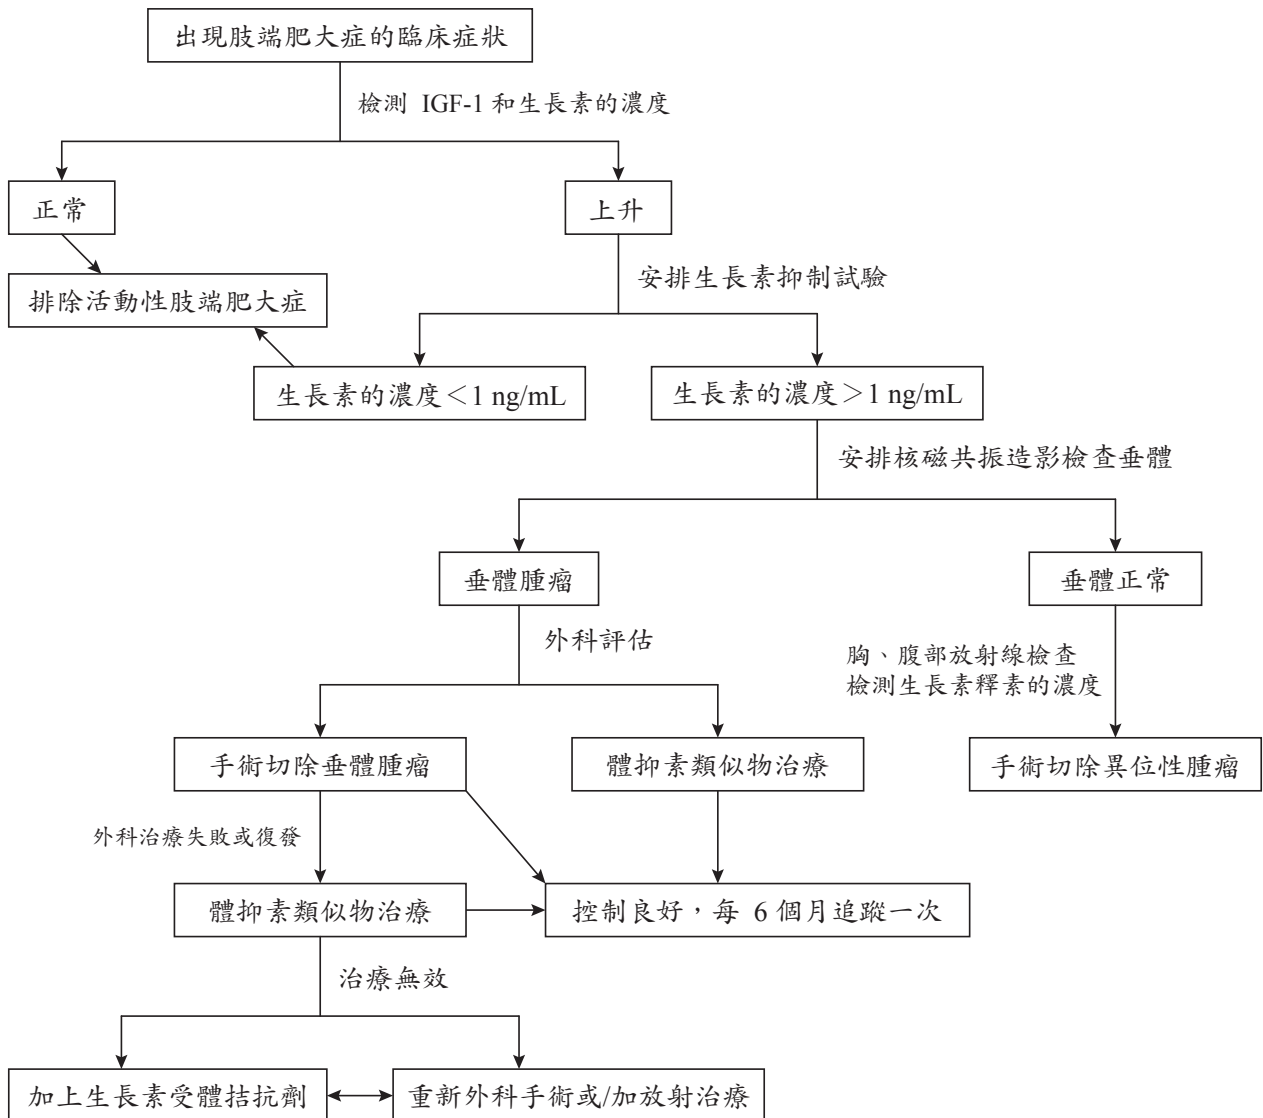 出現肢端肥大症的臨床症狀
檢測 IGF-1 和生長素的濃度
正常
上升
排除活動性肢端肥大症
安排生長素抑制試驗
生長素的濃度＜1 ng/mL
生長素的濃度＞1 ng/mL
安排核磁共振造影檢查垂體
垂體腫瘤
垂體正常
外科評估
胸、腹部放射線檢查
檢測生長素釋素的濃度
手術切除垂體腫瘤
體抑素類似物治療
手術切除異位性腫瘤
外科治療失敗或復發
體抑素類似物治療
控制良好，每 6 個月追蹤一次
治療無效
加上生長素受體拮抗劑
重新外科手術或/加放射治療